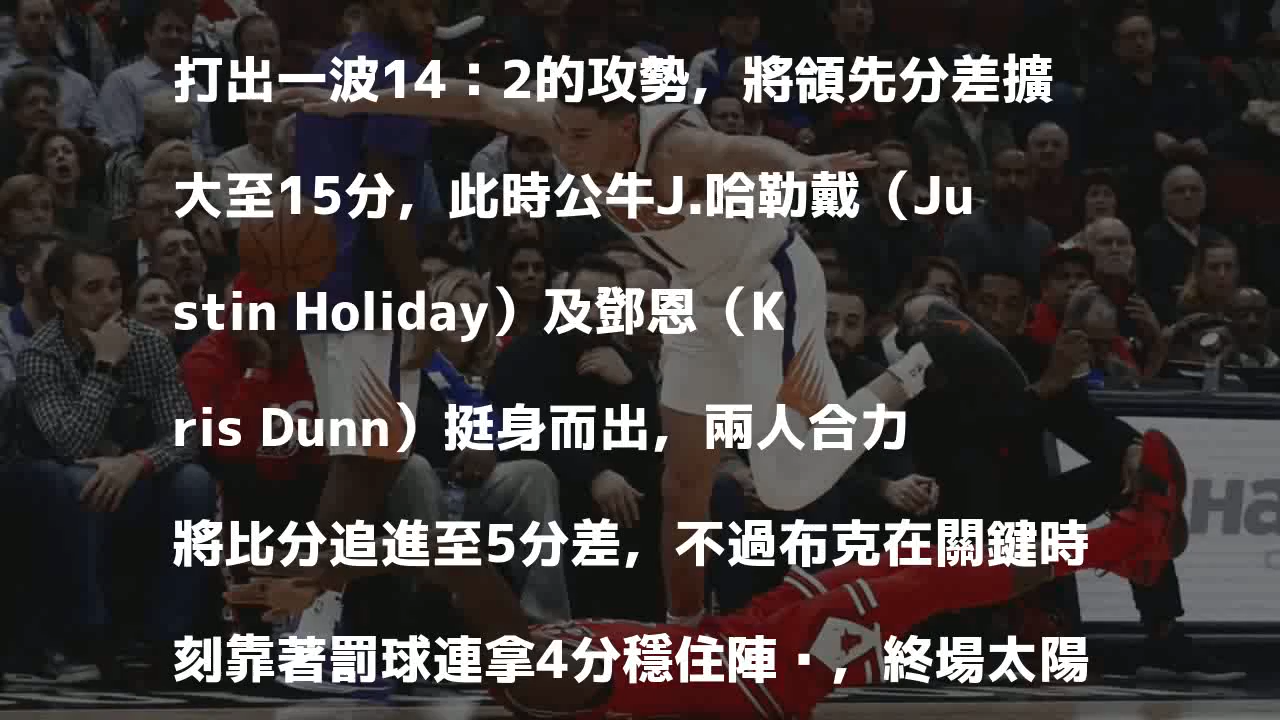 打出一波14：2的攻勢，將領先分差擴
大至15分，此時公牛J.哈勒戴（Ju
stin Holiday）及鄧恩（K
ris Dunn）挺身而出，兩人合力
將比分追進至5分差，不過布克在關鍵時
刻靠著罰球連拿4分穩住陣·，終場太陽
Ha